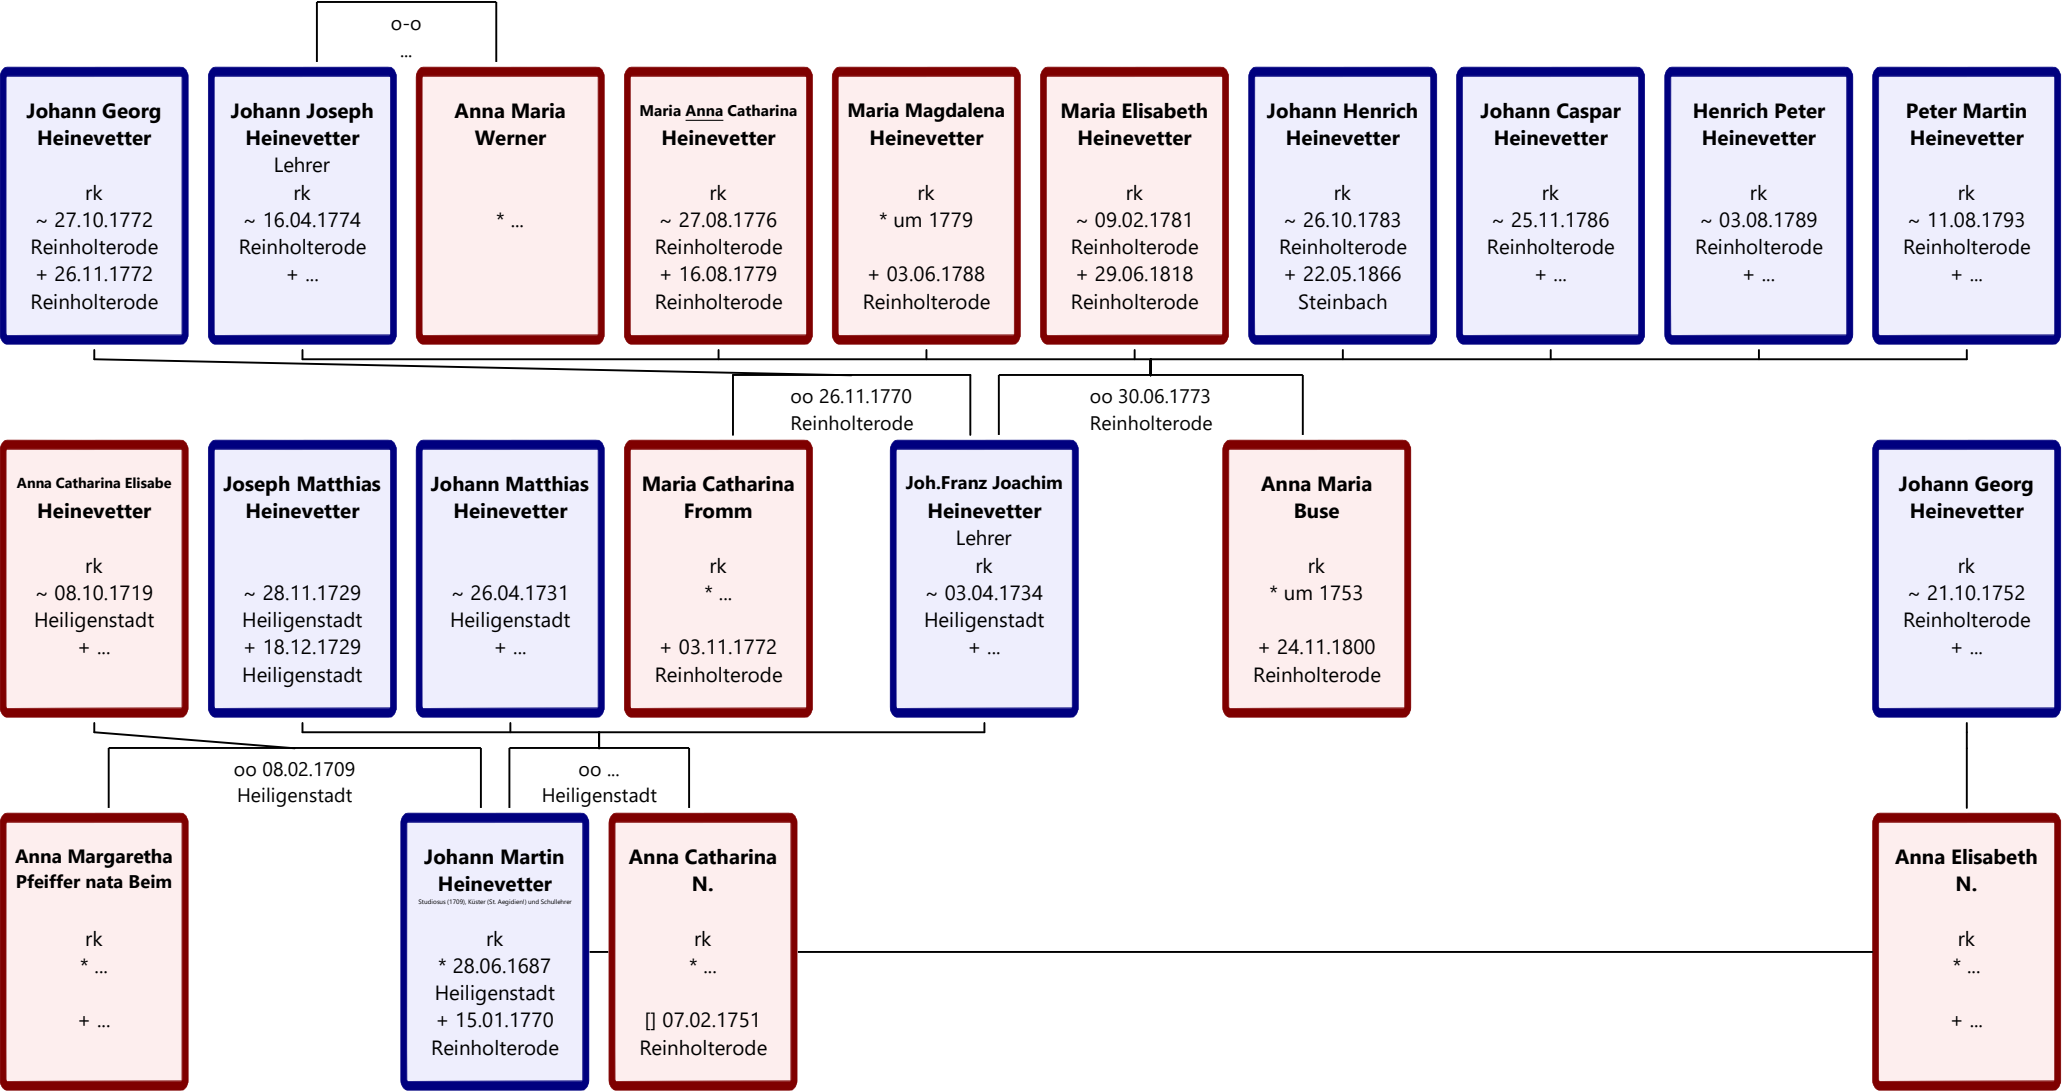 o-o
...
Johann Georg
Heinevetter
rk
~ 27.10.1772
Reinholterode
+ 26.11.1772
Reinholterode
Johann Joseph
Heinevetter
Lehrer
rk
~ 16.04.1774
Reinholterode
+ ...
Anna Maria
Werner
* ...
Maria Anna Catharina
Heinevetter
rk
~ 27.08.1776
Reinholterode
+ 16.08.1779
Reinholterode
Maria Magdalena
Heinevetter
rk
* um 1779
+ 03.06.1788
Reinholterode
Maria Elisabeth
Heinevetter
rk
~ 09.02.1781
Reinholterode
+ 29.06.1818
Reinholterode
Johann Henrich
Heinevetter
rk
~ 26.10.1783
Reinholterode
+ 22.05.1866
Steinbach
Johann Caspar
Heinevetter
rk
~ 25.11.1786
Reinholterode
+ ...
Henrich Peter
Heinevetter
rk
~ 03.08.1789
Reinholterode
+ ...
Peter Martin
Heinevetter
rk
~ 11.08.1793
Reinholterode
+ ...
oo 26.11.1770
Reinholterode
oo 30.06.1773
Reinholterode
Anna Catharina Elisabe
Heinevetter
rk
~ 08.10.1719
Heiligenstadt
+ ...
Joseph Matthias
Heinevetter
~ 28.11.1729
Heiligenstadt
+ 18.12.1729
Heiligenstadt
Johann Matthias
Heinevetter
~ 26.04.1731
Heiligenstadt
+ ...
Maria Catharina
Fromm
rk
* ...
+ 03.11.1772
Reinholterode
Joh.Franz Joachim
Heinevetter
Lehrer
rk
~ 03.04.1734
Heiligenstadt
+ ...
Anna Maria
Buse
rk
* um 1753
+ 24.11.1800
Reinholterode
Johann Georg
Heinevetter
rk
~ 21.10.1752
Reinholterode
+ ...
oo 08.02.1709
Heiligenstadt
oo ...
Heiligenstadt
Anna Margaretha
Pfeiffer nata Beim
rk
* ...
+ ...
Johann Martin
Heinevetter
Studiosus (1709), Küster (St. Aegidien!) und Schullehrer
rk
* 28.06.1687
Heiligenstadt
+ 15.01.1770
Reinholterode
Anna Catharina
N.
rk
* ...
[] 07.02.1751
Reinholterode
Anna Elisabeth
N.
rk
* ...
+ ...